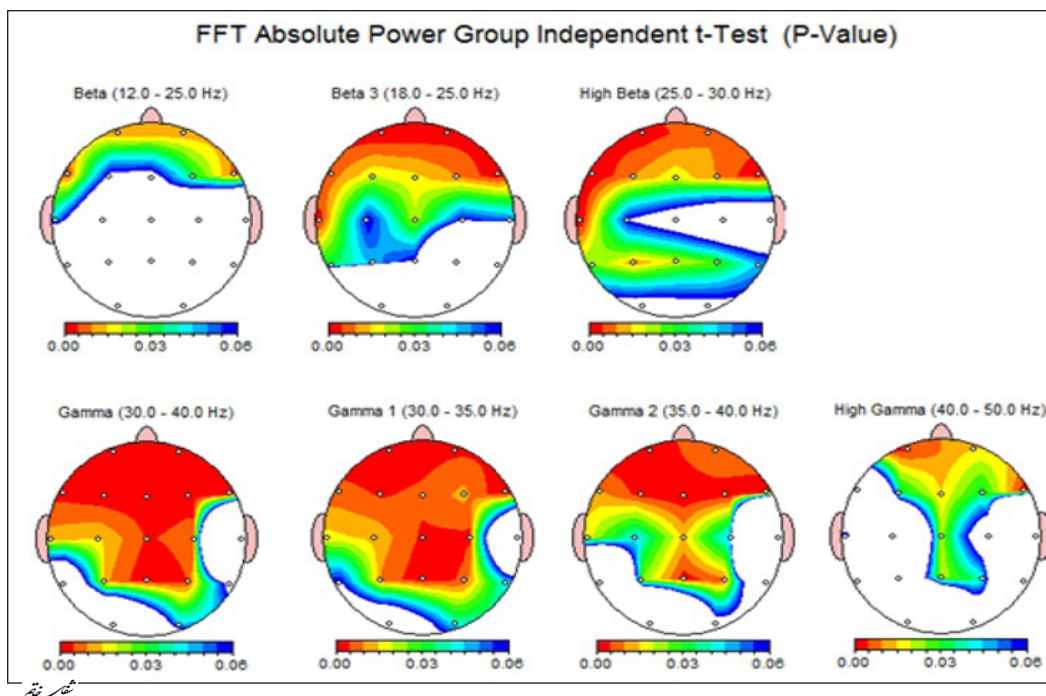 FFT Absolute Power Group Independent t-Test (P-Value)
Beta (12.0 - 25.0 Hz)
Beta 3 (18.0 - 25.0 Hz)
High Beta (25.0 - 30.0 Hz)
0.00 0.03 0.06
0.00 0.03 0.06
0.00 0.03 0.06
Gamma (30.0 - 40.0 Hz)
Gamma 1 (30.0 - 35.0 Hz)
Gamma 2 (35.0 - 40.0 Hz)
High Gamma (40.0 - 50.0 Hz)
0.00 0.03 0.06
0.00 0.03 0.06
0.00 0.03 0.06
0.00 0.03 0.06